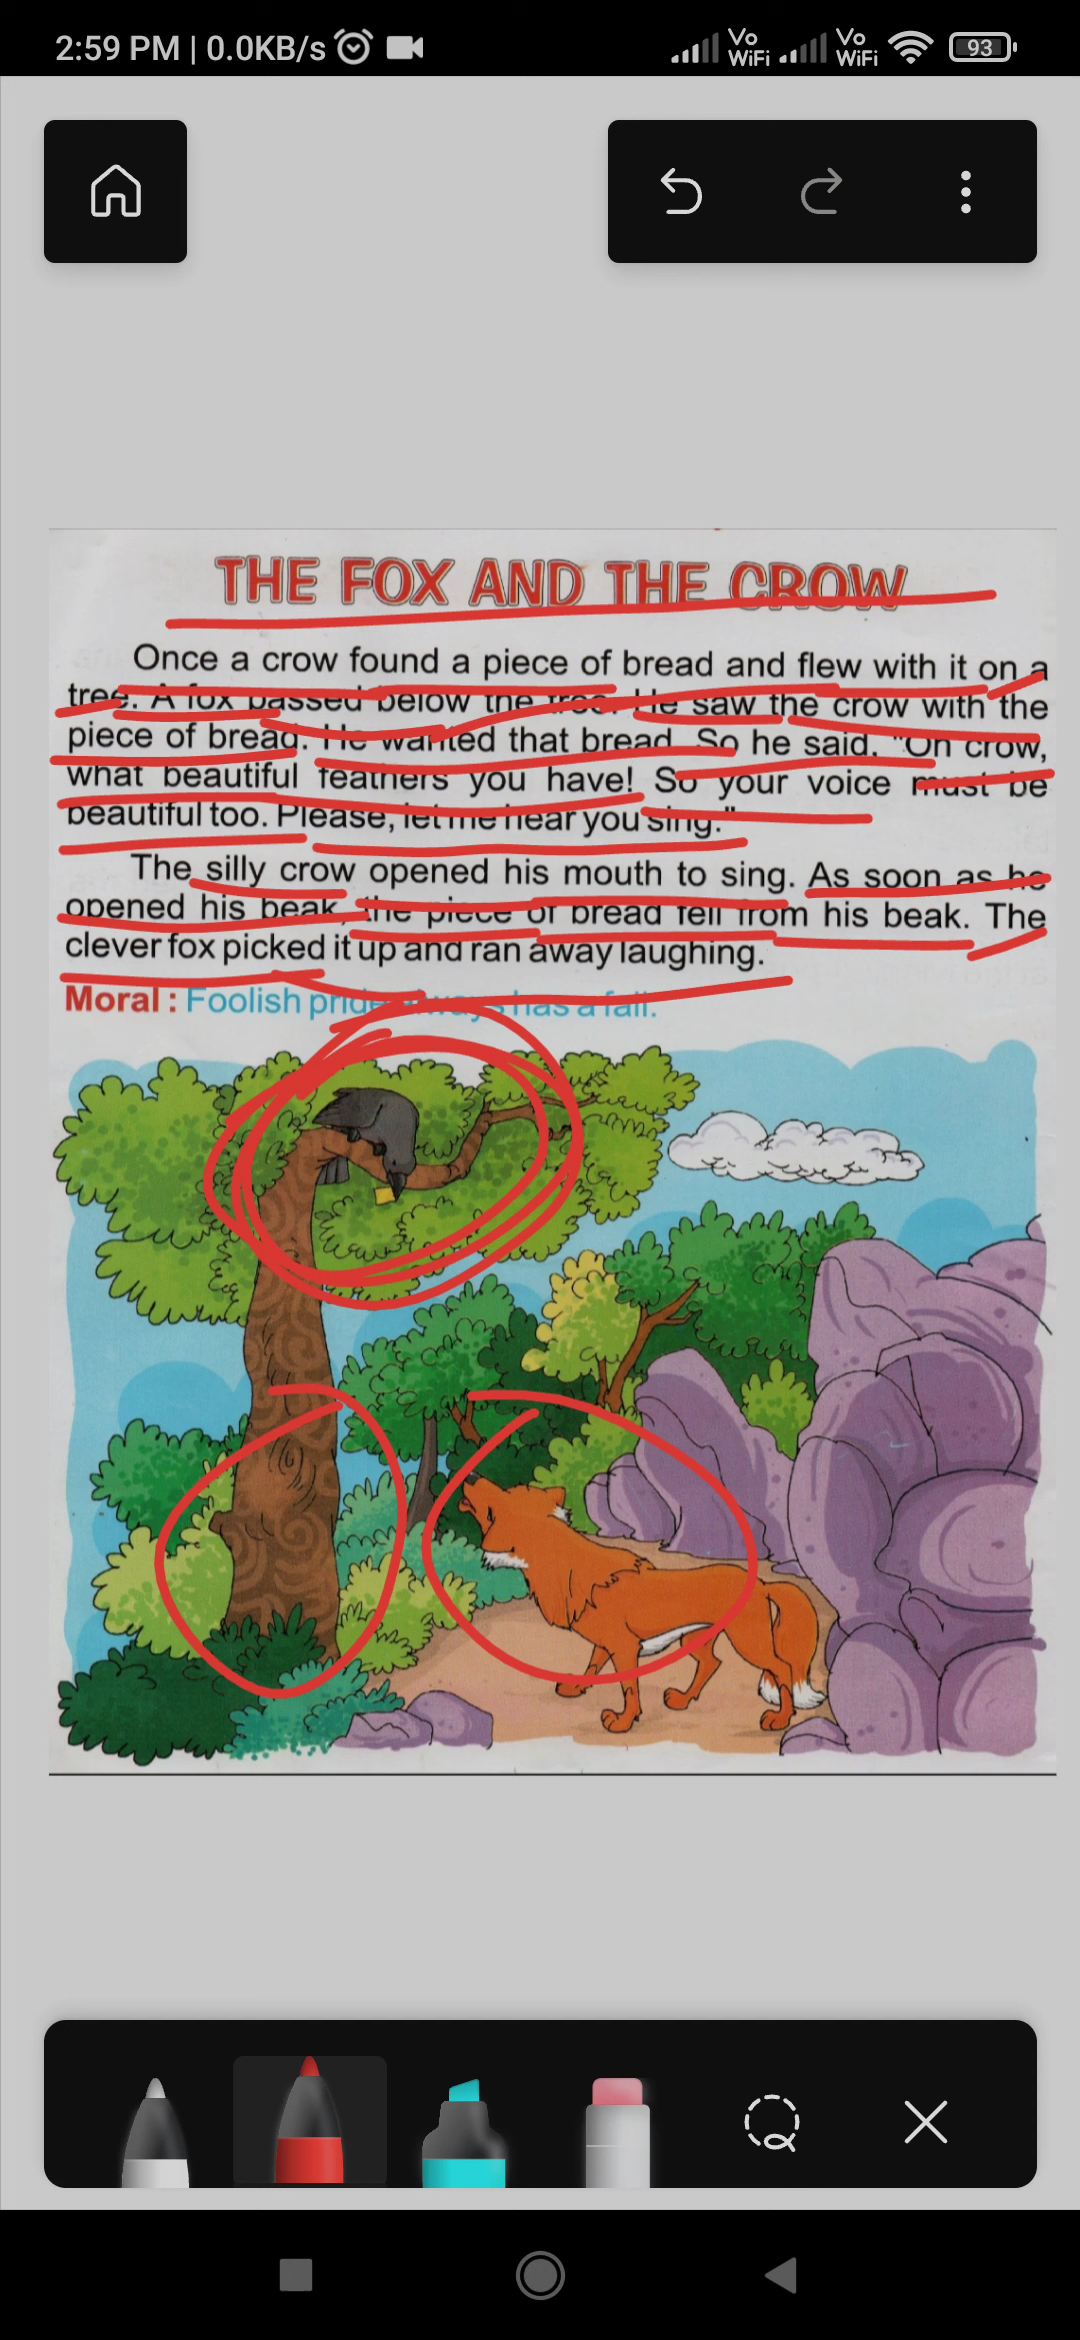 2:59 PM | 0.0KB/s
Vo WiFi
Vo WiFi
93
THE FOX AND THE CROW
Once a crow found a piece of bread and flew with it on a
tree. A fox passed below the tree. He saw the crow with the
piece of bread. He wanted that bread. So he said, "Oh crow,
what beautiful feathers you have! So your voice must be
beautiful too. Please, let me hear you sing."
The silly crow opened his mouth to sing. As soon as he
opened his beak, the piece of bread fell from his beak. The
clever fox picked it up and ran away laughing.
Moral : Foolish pride always has a fall.